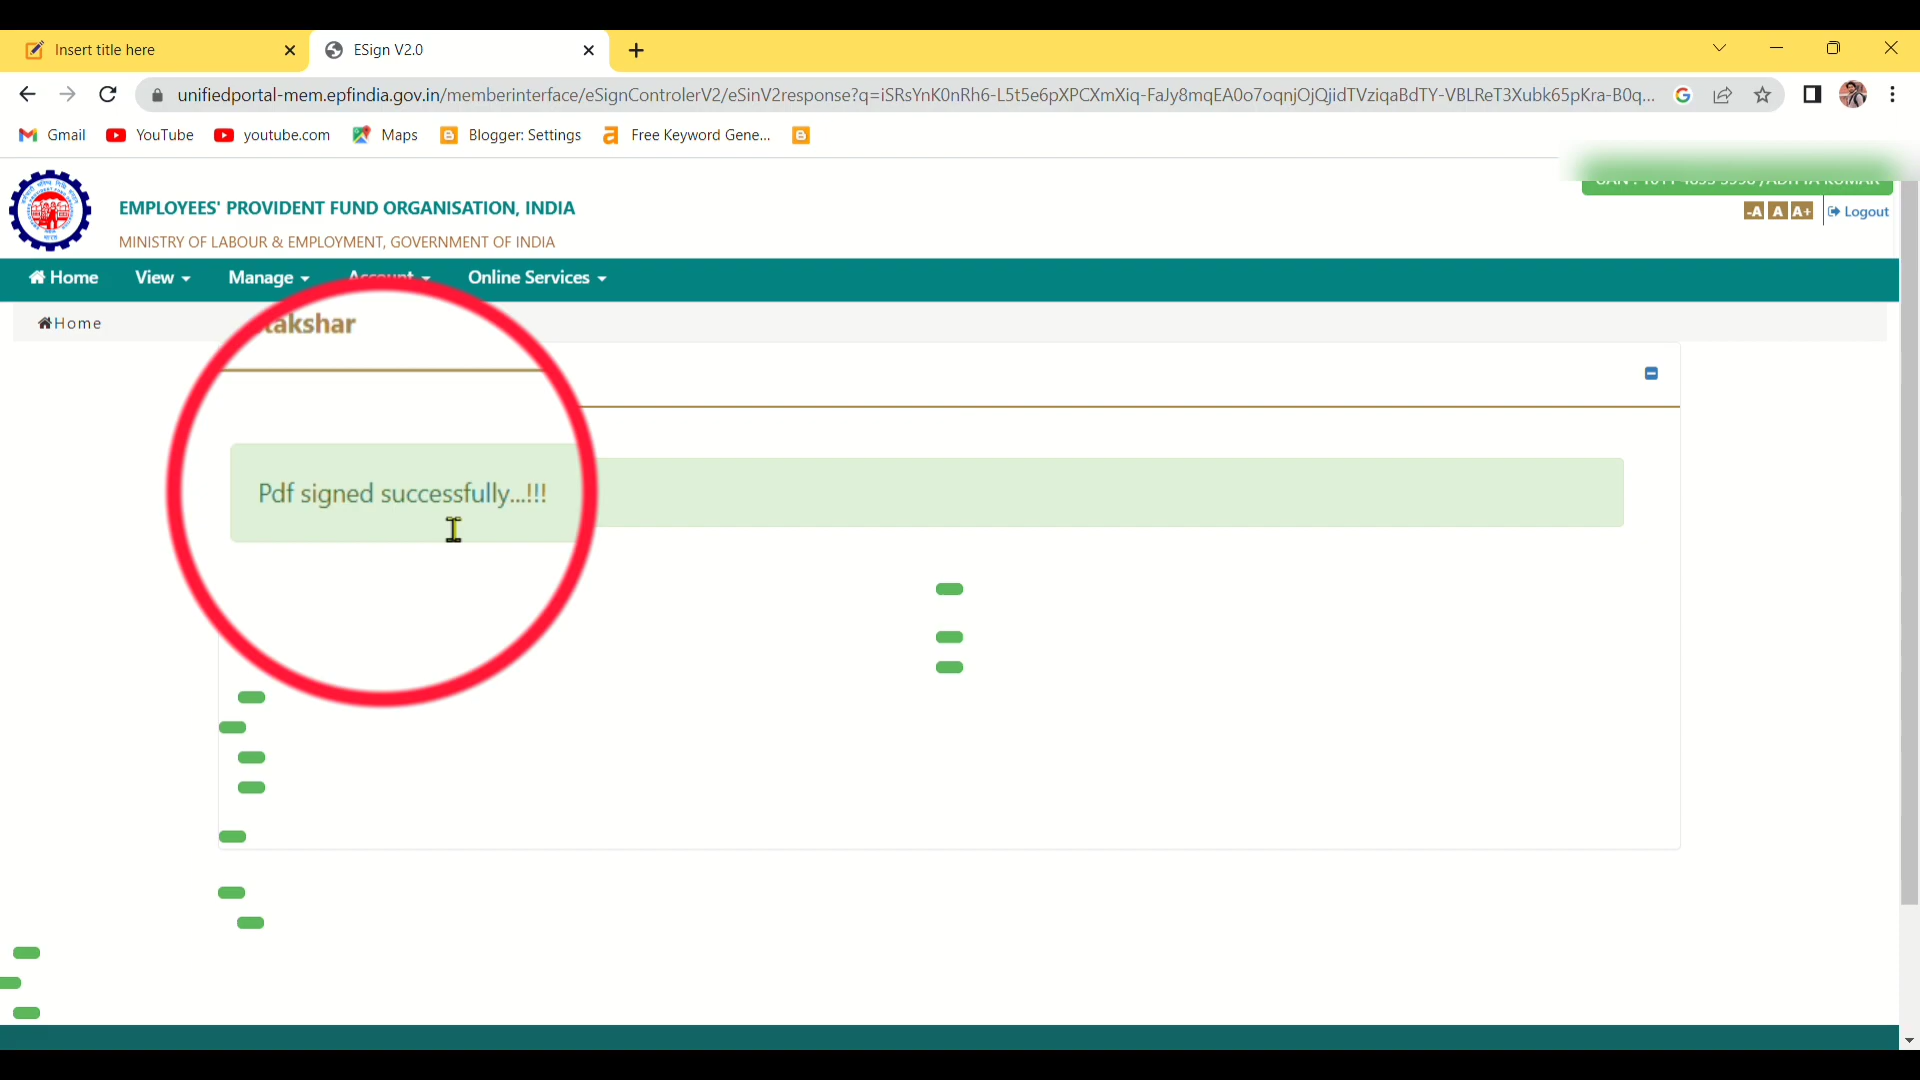 Insert title here
ESign V2.0
unifiedportal-mem.epfindia.gov.in/memberinterface/eSignControlerV2/eSinV2response?q=iSRsYnK0nRh6-L5t5e6pXPCXmXiq-FaJy8mqEA0o7oqnjOjQjidTVziqaBdTY-VBLReT3Xubk65pKra-B0q...
Gmail
YouTube
youtube.com
Maps
Blogger: Settings
Free Keyword Gene...
EMPLOYEES' PROVIDENT FUND ORGANISATION, INDIA
-A A A+ Logout
MINISTRY OF LABOUR & EMPLOYMENT, GOVERNMENT OF INDIA
Home View Manage Account Online Services
Home
takshar
Pdf signed successfully...!!!